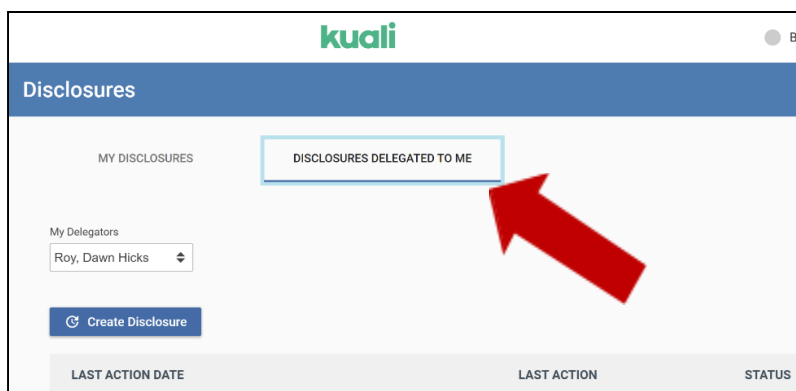 kuali
B
Disclosures
MY DISCLOSURES DISCLOSURES DELEGATED TO ME
My Delegators
Roy, Dawn Hicks
Create Disclosure
LAST ACTION DATE LAST ACTION STATUS